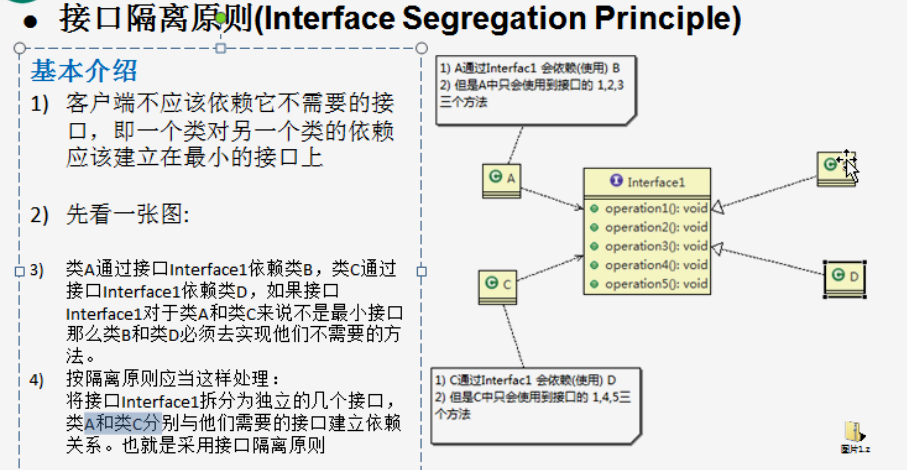 ● 接口隔离原则(Interface Segregation Principle)
基本介绍
1) 客户端不应该依赖它不需要的接
口，即一个类对另一个类的依赖
应该建立在最小的接口上
2) 先看一张图:
3) 类A通过接口Interface1依赖类B，类C通过
接口Interface1依赖类D，如果接口
Interface1对于类A和类C来说不是最小接口
那么类B和类D必须去实现他们不需要的方
法。
4) 按隔离原则应当这样处理：
将接口Interface1拆分为独立的几个接口，
类A和类C分别与他们需要的接口建立依赖
关系。也就是采用接口隔离原则
1) A通过Interfac1 会依赖(使用) B
2) 但是A中只会使用到接口的 1,2,3
三个方法
C A
I Interface1
operation1(): void
operation2(): void
operation3(): void
operation4(): void
operation5(): void
C
C D
C C
1) C通过Interfac1 会依赖(使用) D
2) 但是C中只会使用到接口的 1,4,5三
个方法
图片1.z